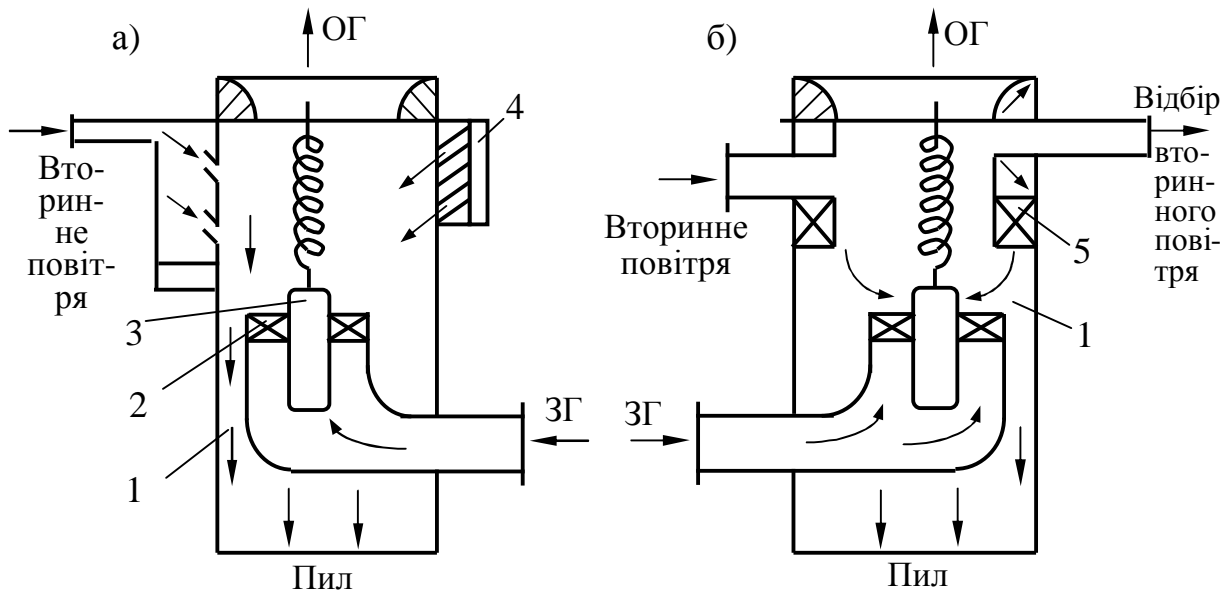 а)
ОГ
4
Вто-
рин-
не
повіт-
ря
3
2
1
ЗГ
Пил
б)
ОГ
Відбір
вто-
рин-
ного
пові-
тря
Вторинне
повітря
5
1
ЗГ
Пил